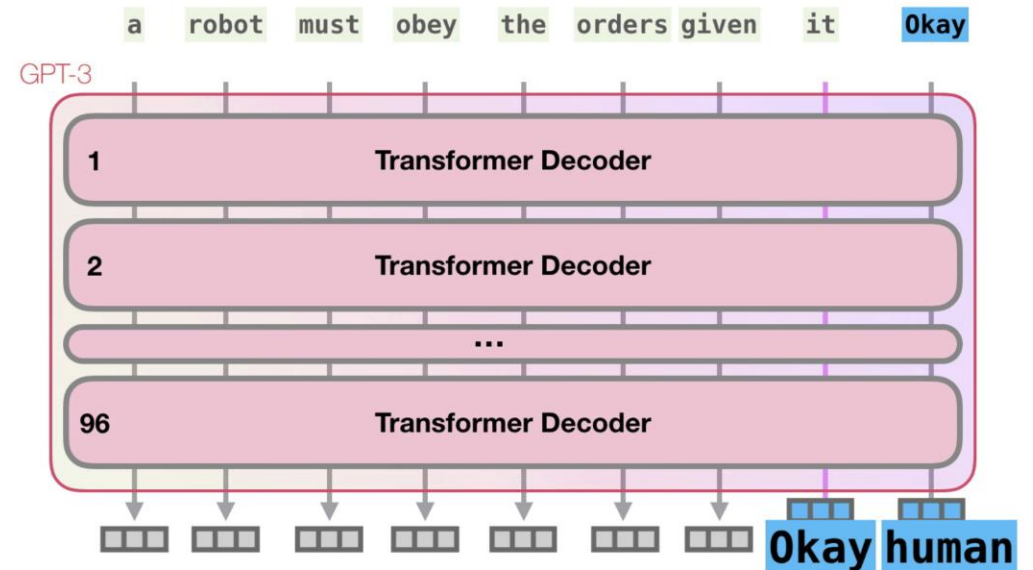 a robot must obey the orders given it Okay
GPT-3
1 Transformer Decoder
2 Transformer Decoder
...
96 Transformer Decoder
Okay human